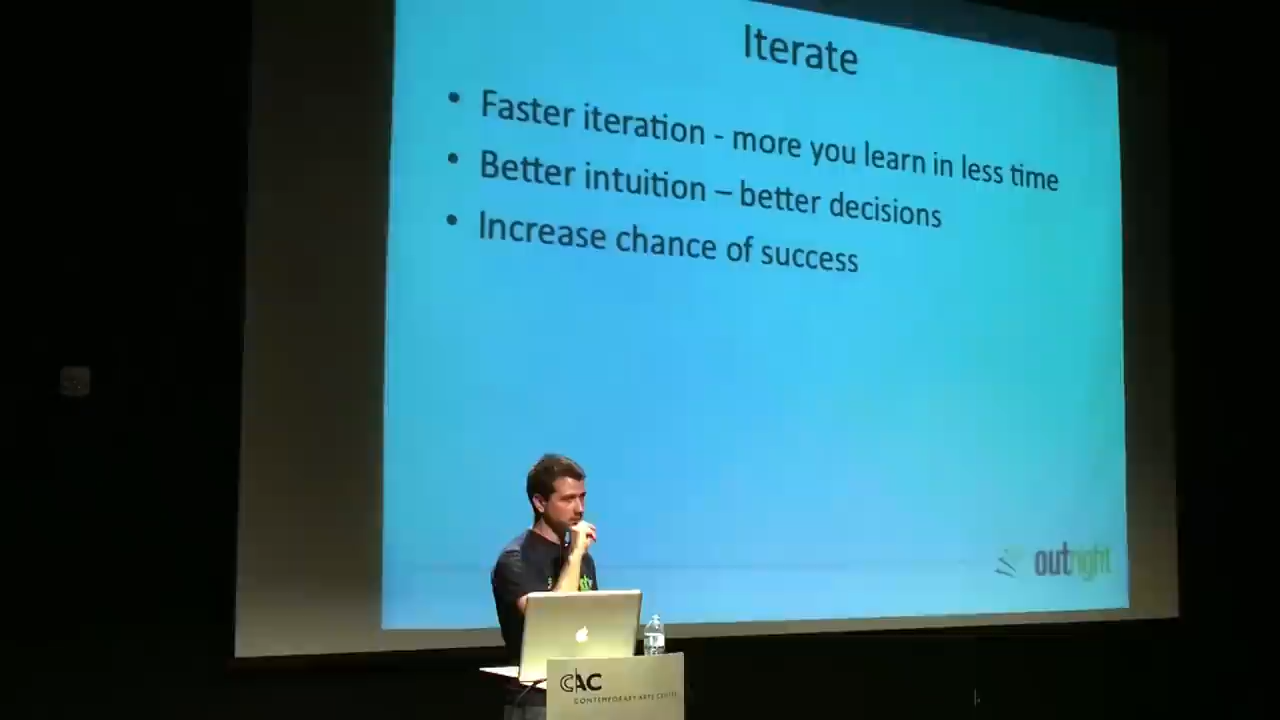 Iterate
• Faster iteration - more you learn in less time
• Better intuition – better decisions
• Increase chance of success
outright
CAC
CONTEMPORARY ARTS CENTER